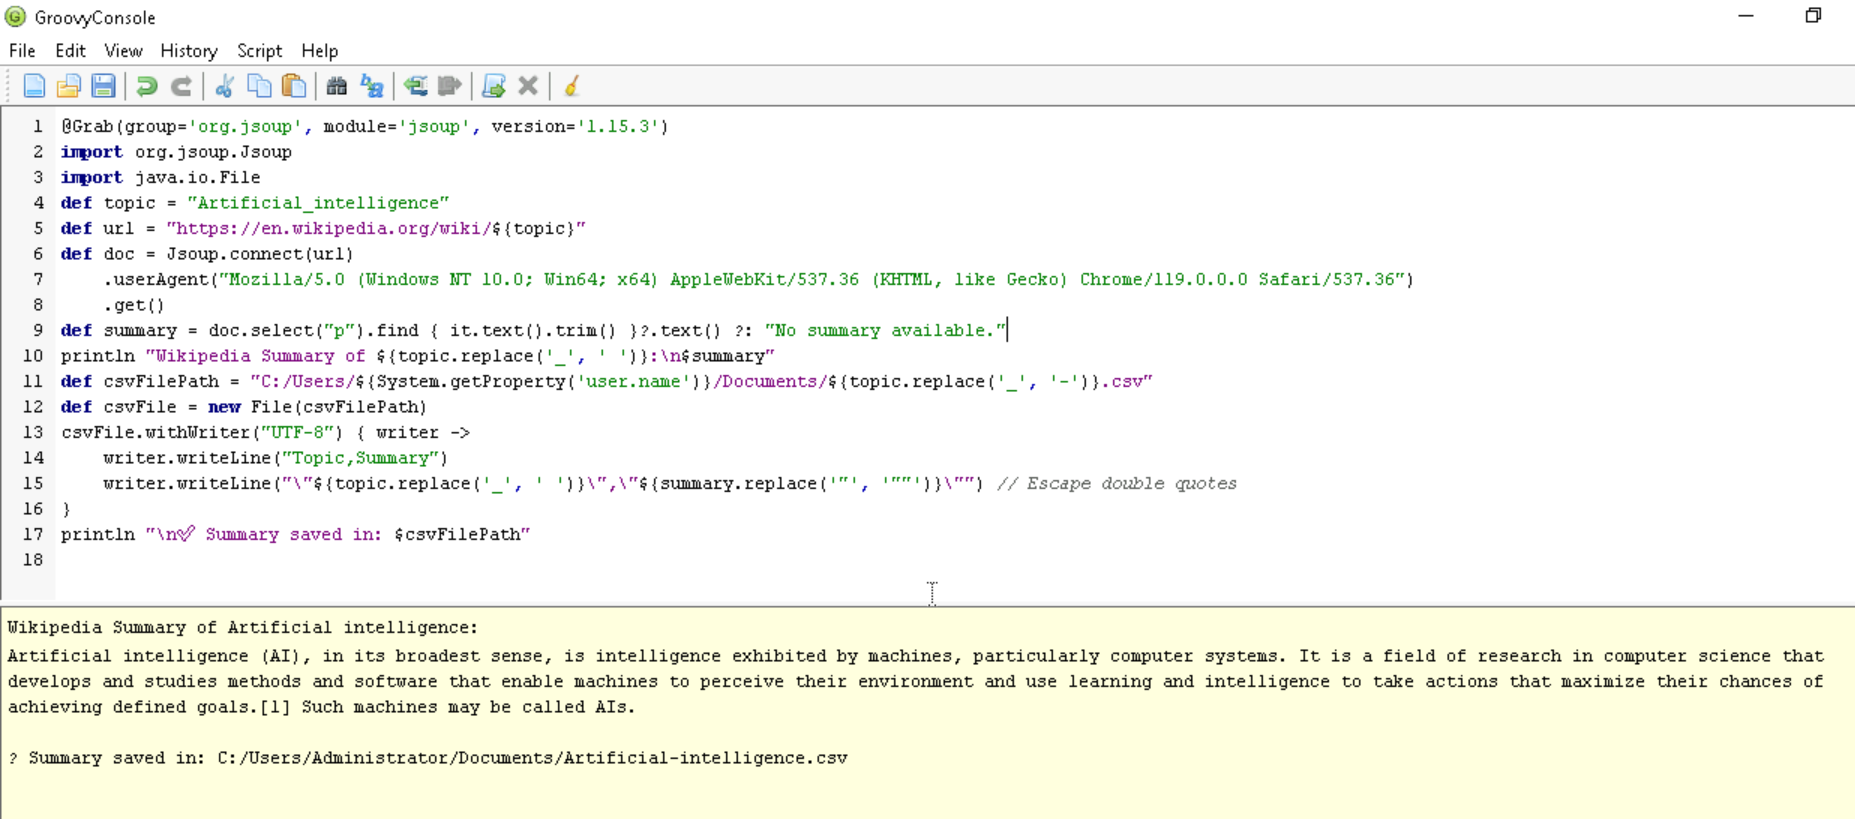 GroovyConsole
File Edit View History Script Help
1 @Grab(group='org.jsoup', module='jsoup', version='1.15.3')
2 import org.jsoup.Jsoup
3 import java.io.File
4 def topic = "Artificial_intelligence"
5 def url = "https://en.wikipedia.org/wiki/${topic}"
6 def doc = Jsoup.connect(url)
7     .userAgent("Mozilla/5.0 (Windows NT 10.0; Win64; x64) AppleWebKit/537.36 (KHTML, like Gecko) Chrome/119.0.0.0 Safari/537.36")
8     .get()
9 def summary = doc.select("p").find { it.text().trim() }?.text() ?: "No summary available."
10 println "Wikipedia Summary of ${topic.replace('_', ' ')}:\n$summary"
11 def csvFilePath = "C:/Users/${System.getProperty('user.name')}/Documents/${topic.replace('_', '-')}.csv"
12 def csvFile = new File(csvFilePath)
13 csvFile.withWriter("UTF-8") { writer ->
14     writer.writeLine("Topic,Summary")
15     writer.writeLine("\"${topic.replace('_', ' ')}\",\"${summary.replace('"', '""')}\"") // Escape double quotes
16 }
17 println "\n✅ Summary saved in: $csvFilePath"
18
Wikipedia Summary of Artificial intelligence:
Artificial intelligence (AI), in its broadest sense, is intelligence exhibited by machines, particularly computer systems. It is a field of research in computer science that
develops and studies methods and software that enable machines to perceive their environment and use learning and intelligence to take actions that maximize their chances of
achieving defined goals.[1] Such machines may be called AIs.
? Summary saved in: C:/Users/Administrator/Documents/Artificial-intelligence.csv